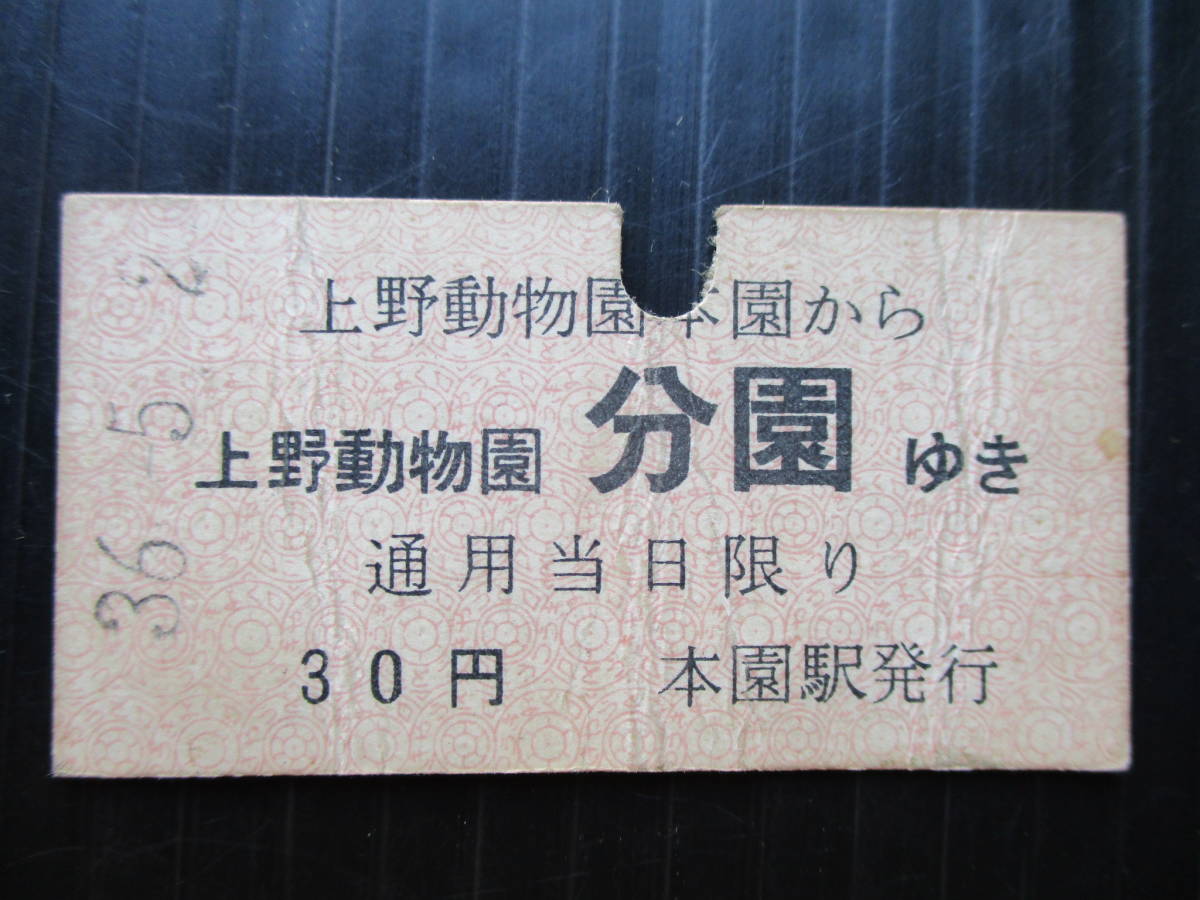 上野動物園本園から
上野動物園 分園 ゆき
通用当日限り
30円 本園駅発行
36.-5.-2